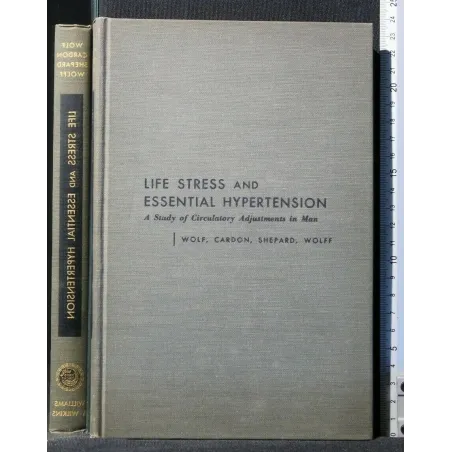 WOLF
CARDON
SHEPARD
WOLFF
LIFE STRESS AND ESSENTIAL HYPERTENSION
WILLIAMS
& WILKINS
LIFE STRESS AND
ESSENTIAL HYPERTENSION
A Study of Circulatory Adjustments in Man
WOLF, CARDON, SHEPARD, WOLFF